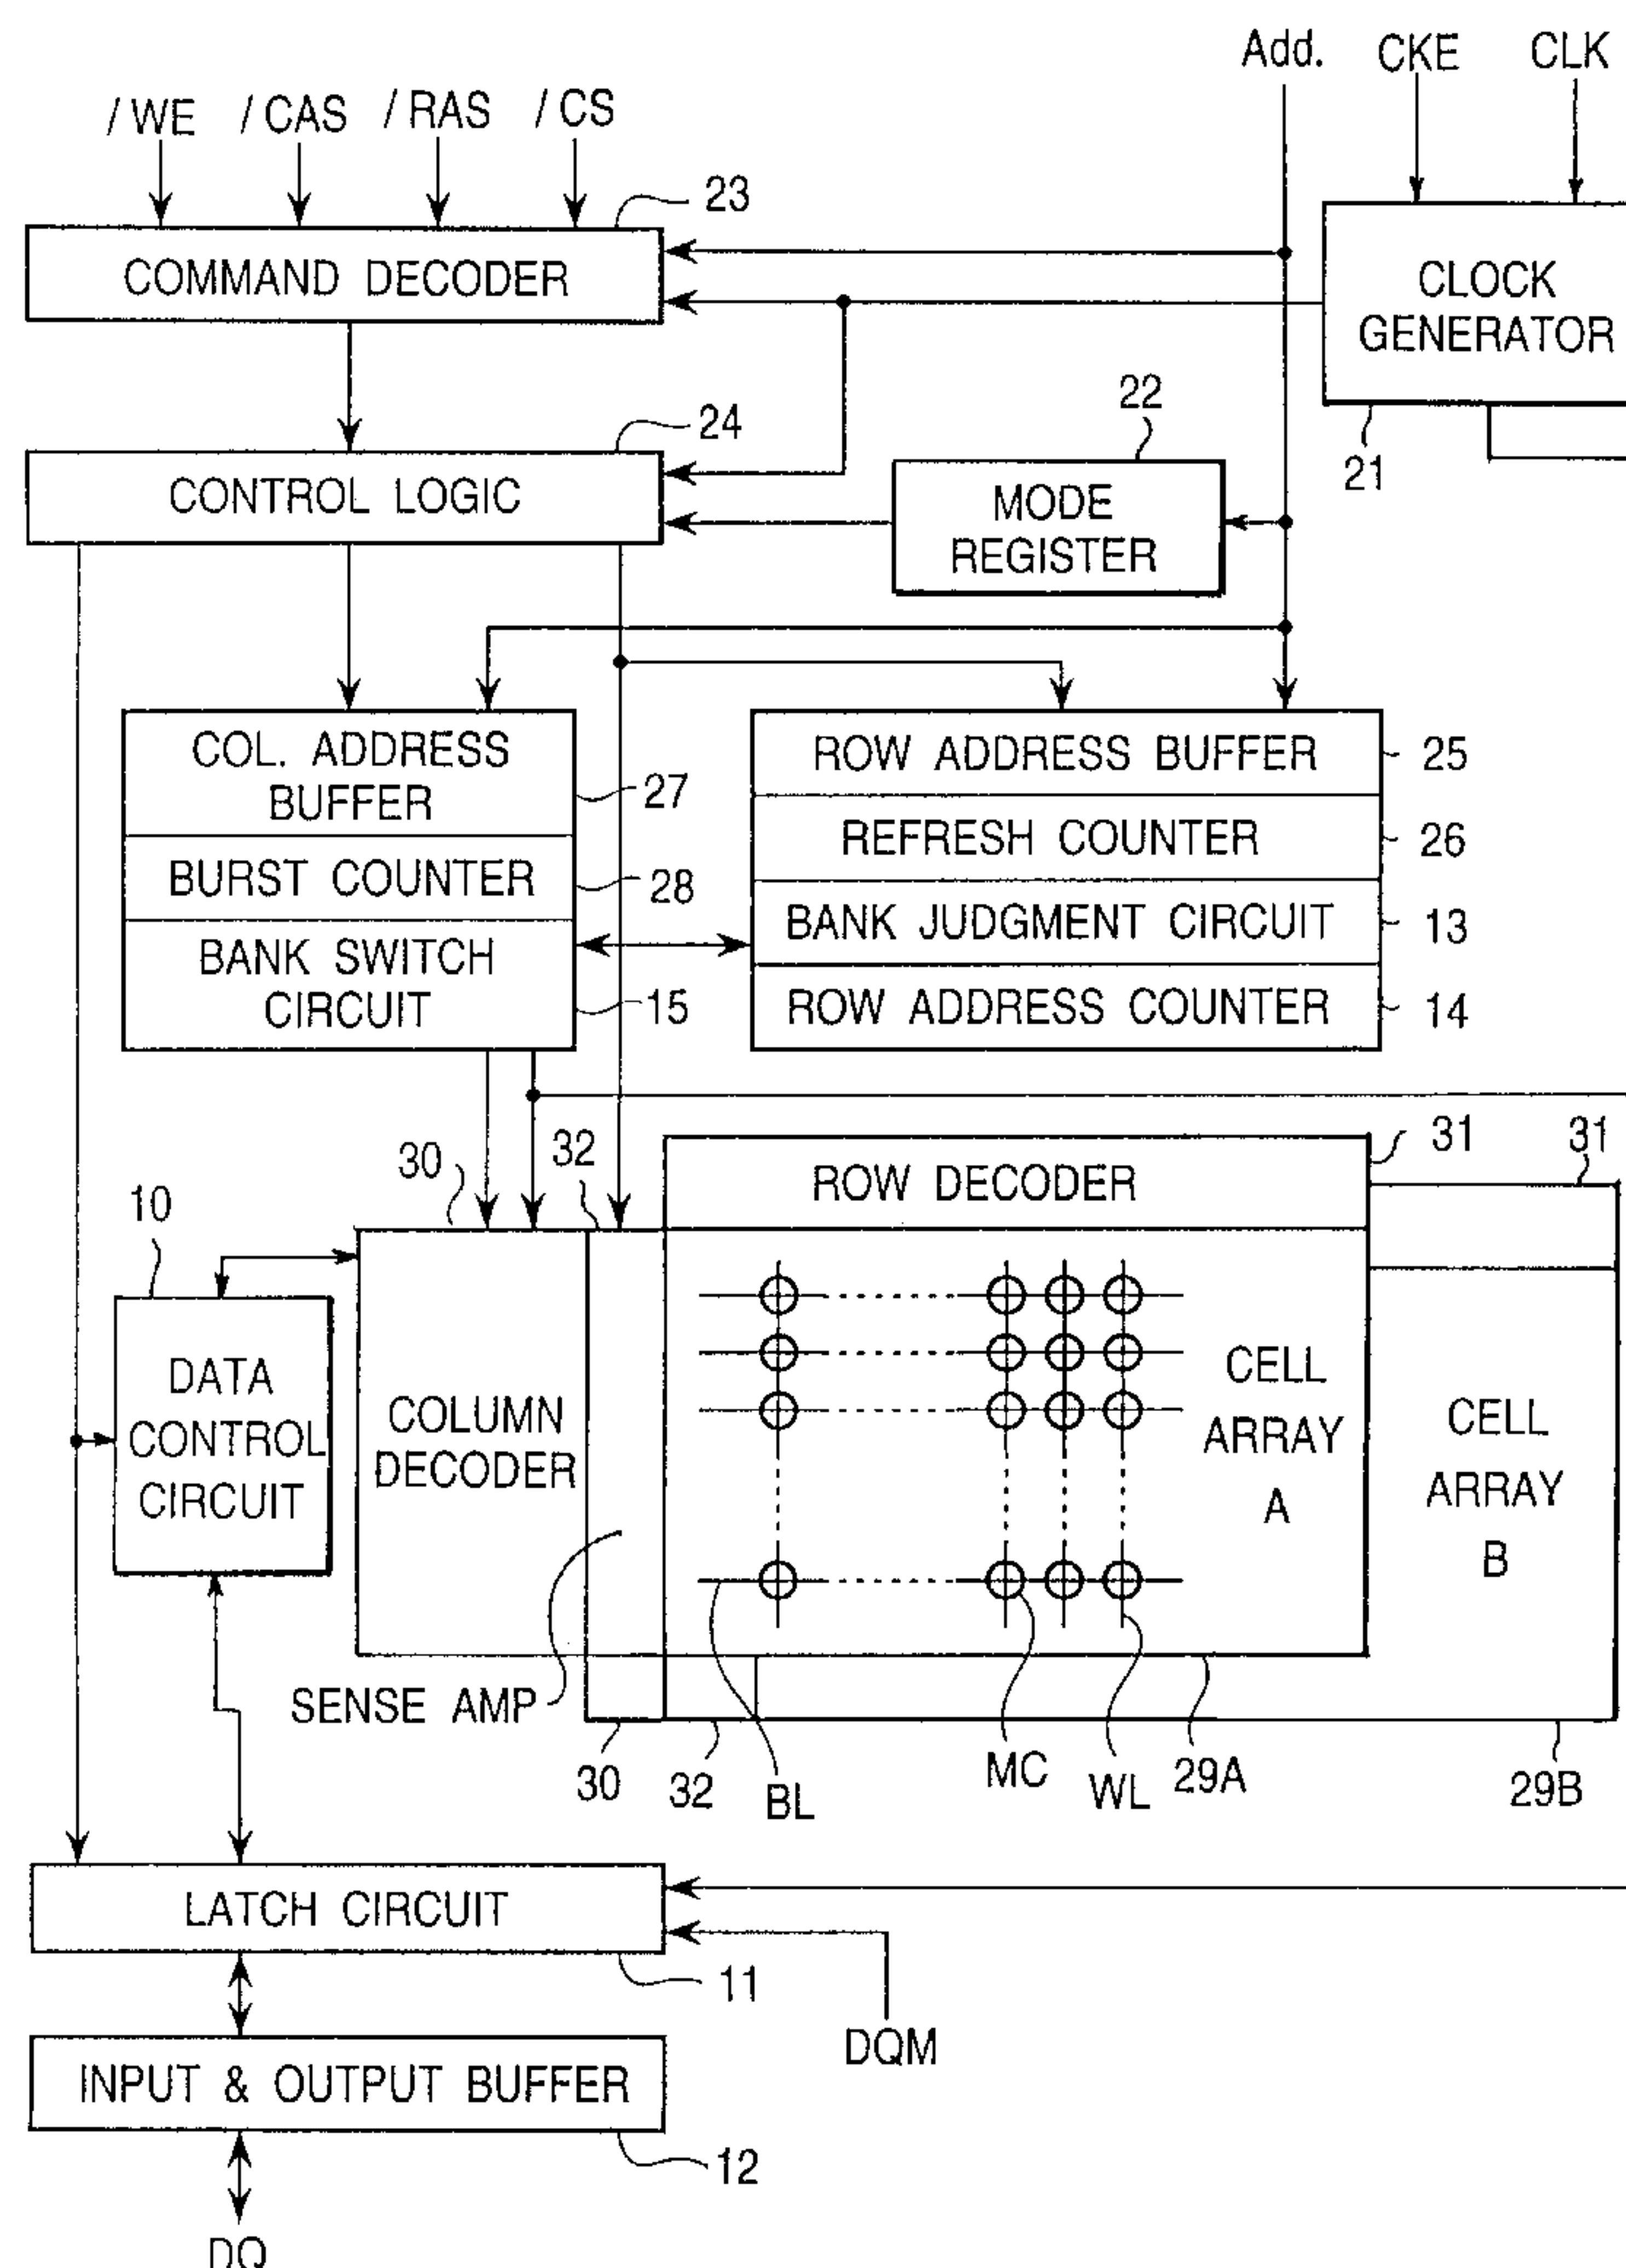 Add. CKE CLK
/WE /CAS /RAS /CS
23
COMMAND DECODER
CLOCK
GENERATOR
21
22
24
CONTROL LOGIC
MODE
REGISTER
COL. ADDRESS
BUFFER
27
BURST COUNTER
28
BANK SWITCH
CIRCUIT
15
ROW ADDRESS BUFFER
25
REFRESH COUNTER
26
BANK JUDGMENT CIRCUIT
13
ROW ADDRESS COUNTER
14
30
32
31
31
ROW DECODER
10
DATA
CONTROL
CIRCUIT
COLUMN
DECODER
CELL
ARRAY
A
CELL
ARRAY
B
SENSE AMP
30
32
BL
MC
WL
29A
29B
LATCH CIRCUIT
11
DQM
INPUT & OUTPUT BUFFER
12
DQ